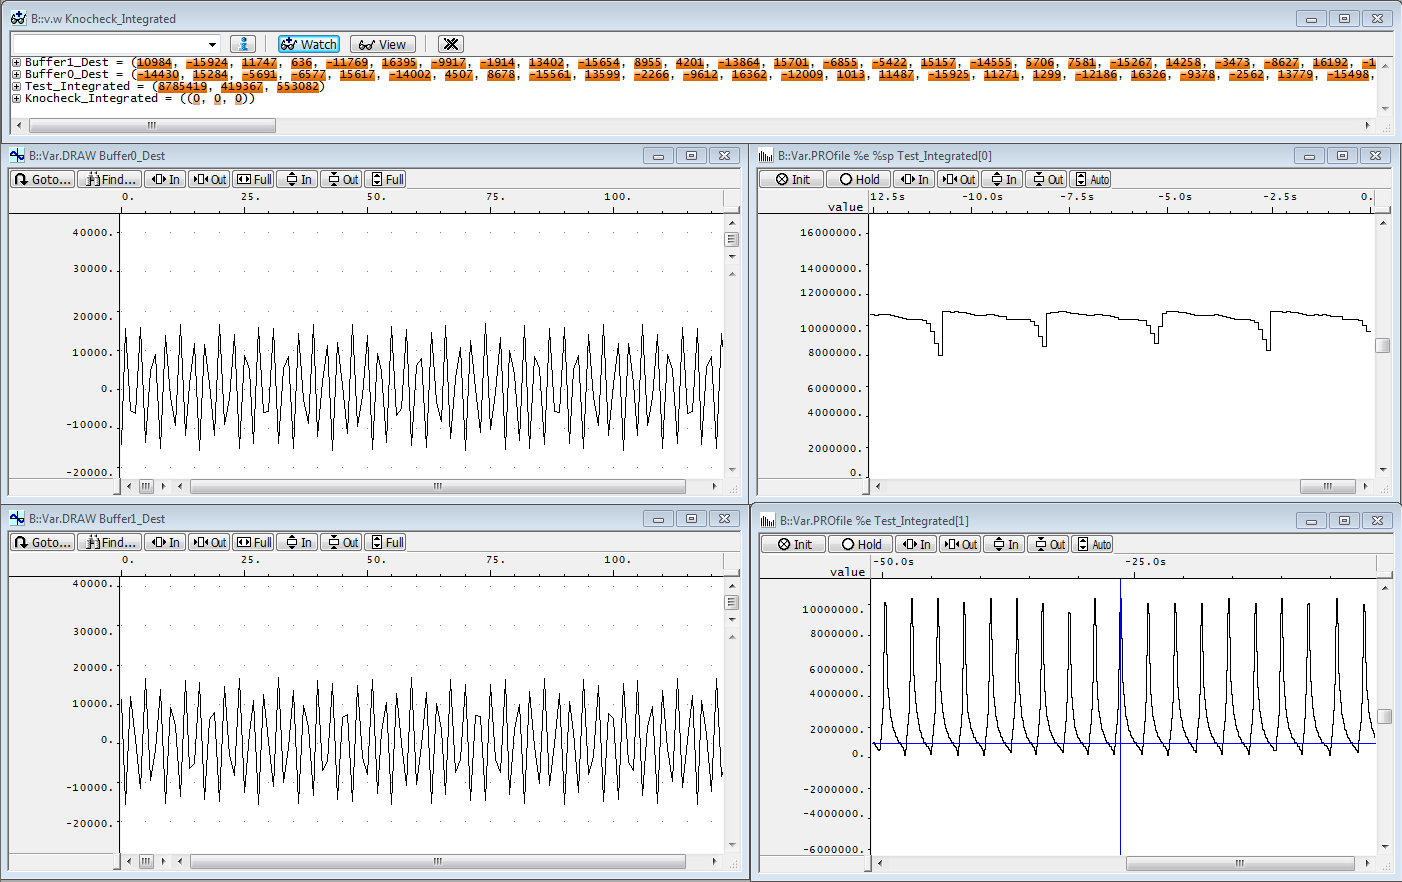 B::v.w Knocheck_Integrated
Watch View
Buffer1_Dest = (10984, -15924, 11747, 636, -11769, 16395, -9917, -1914, 13402, -15654, 8955, 4201, -13864, 15701, -6855, -5422, 15157, -14555, 5706, 7581, -15267, 14258, -3473, -8627, 16192, -1
Buffer0_Dest = (-14430, 15284, -5691, -6577, 15617, -14002, 4507, 8678, -15561, 13599, -2266, -9612, 16362, -12009, 1013, 11487, -15925, 11271, 1299, -12186, 16326, -9378, -2562, 13779, -15498,
Test_Integrated = (8785419, 419367, 553082)
Knocheck_Integrated = ((0, 0, 0))
B::Var.DRAW Buffer0_Dest
Goto... Find... In Out Full In Out Full
0. 25. 50. 75. 100.
40000.
30000.
20000.
10000.
0.
-10000.
-20000.
B::Var.PROfile %e %sp Test_Integrated[0]
Init Hold In Out In Out Auto
12.5s -10.0s -7.5s -5.0s -2.5s 0.
value
16000000.
14000000.
12000000.
10000000.
8000000.
6000000.
4000000.
2000000.
0.
B::Var.DRAW Buffer1_Dest
Goto... Find... In Out Full In Out Full
0. 25. 50. 75. 100.
40000.
30000.
20000.
10000.
0.
-10000.
-20000.
B::Var.PROfile %e Test_Integrated[1]
Init Hold In Out In Out Auto
-50.0s -25.0s
value
10000000.
8000000.
6000000.
4000000.
2000000.
0.
-2000000.
-4000000.
-6000000.